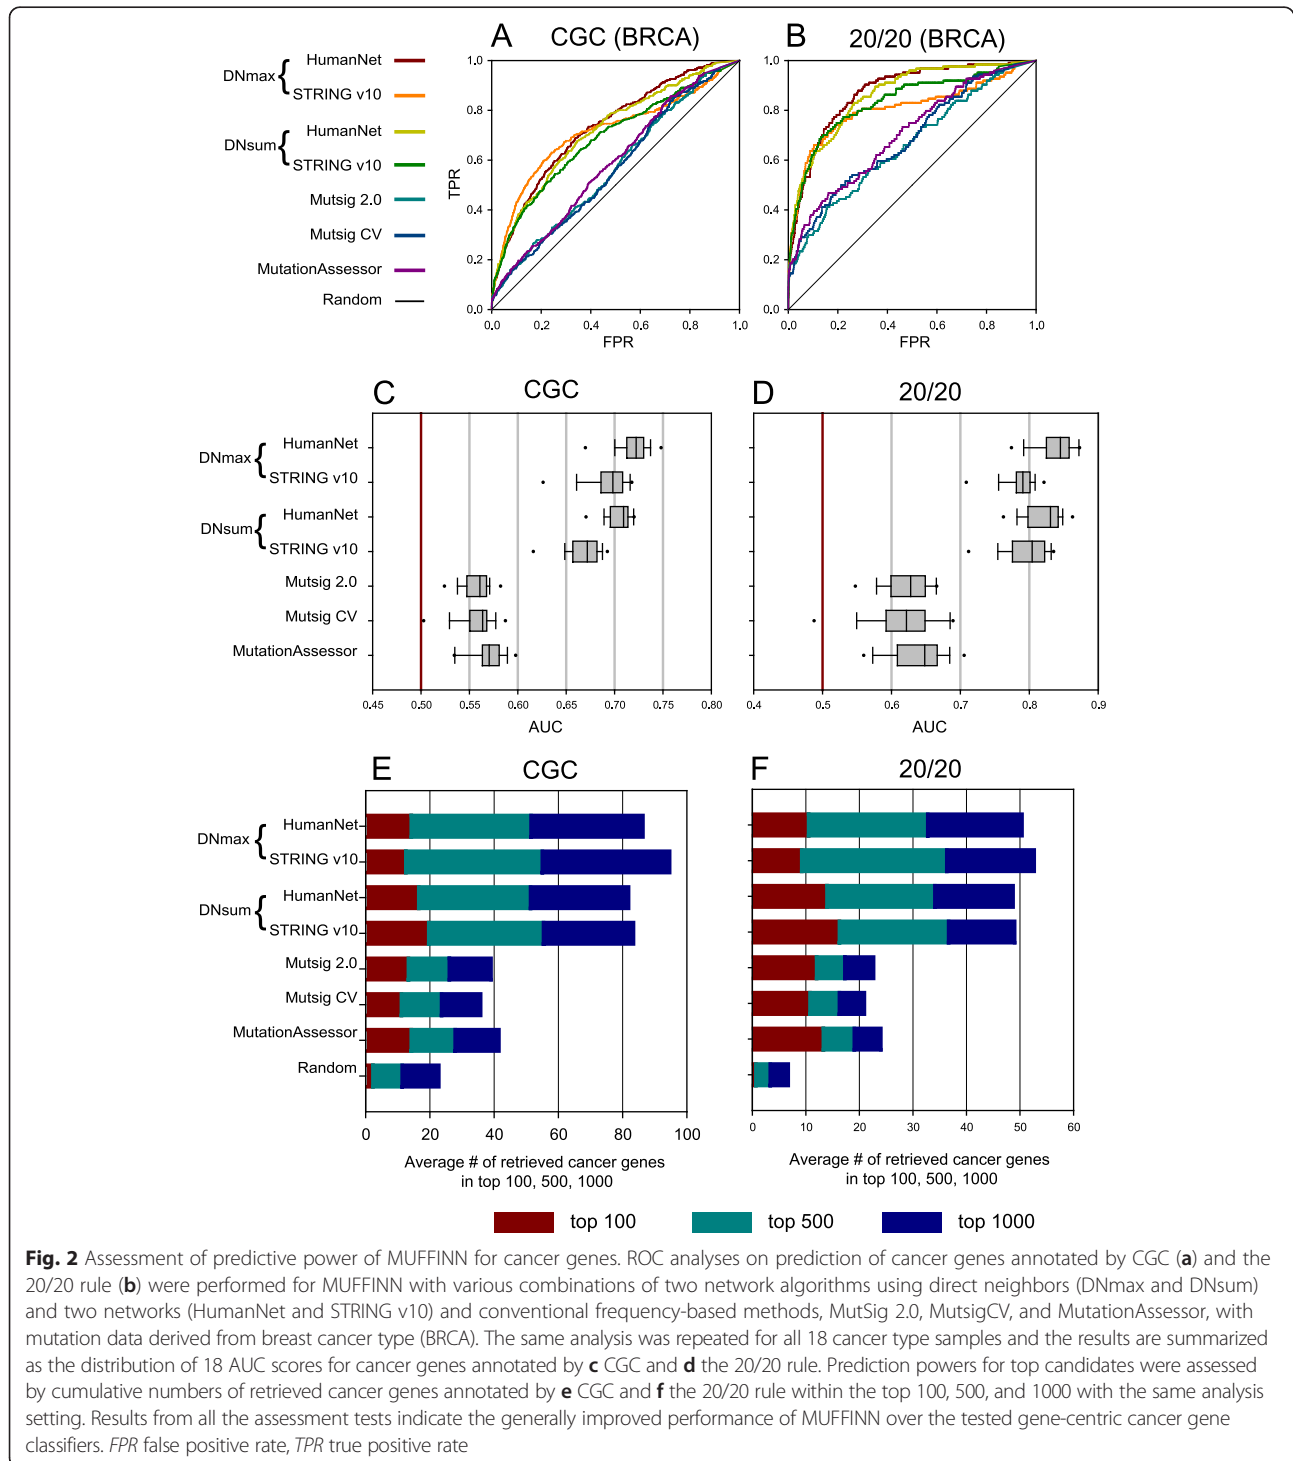 A CGC (BRCA)
B 20/20 (BRCA)
DNmax { HumanNet
STRING v10
DNsum { HumanNet
STRING v10
Mutsig 2.0
Mutsig CV
MutationAssessor
Random
TPR
1.0
0.8
0.6
0.4
0.2
0.0
0.0 0.2 0.4 0.6 0.8 1.0
FPR
1.0
0.8
0.6
0.4
0.2
0.0
0.0 0.2 0.4 0.6 0.8 1.0
FPR
C CGC
D 20/20
DNmax { HumanNet
STRING v10
DNsum { HumanNet
STRING v10
Mutsig 2.0
Mutsig CV
MutationAssessor
0.45 0.50 0.55 0.60 0.65 0.70 0.75 0.80
AUC
0.4 0.5 0.6 0.7 0.8 0.9
AUC
E CGC
F 20/20
DNmax { HumanNet
STRING v10
DNsum { HumanNet
STRING v10
Mutsig 2.0
Mutsig CV
MutationAssessor
Random
0 20 40 60 80 100
Average # of retrieved cancer genes
in top 100, 500, 1000
0 10 20 30 40 50 60
Average # of retrieved cancer genes
in top 100, 500, 1000
top 100 top 500 top 1000
Fig. 2 Assessment of predictive power of MUFFINN for cancer genes. ROC analyses on prediction of cancer genes annotated by CGC (a) and the
20/20 rule (b) were performed for MUFFINN with various combinations of two network algorithms using direct neighbors (DNmax and DNsum)
and two networks (HumanNet and STRING v10) and conventional frequency-based methods, MutSig 2.0, MutsigCV, and MutationAssessor, with
mutation data derived from breast cancer type (BRCA). The same analysis was repeated for all 18 cancer type samples and the results are summarized
as the distribution of 18 AUC scores for cancer genes annotated by c CGC and d the 20/20 rule. Prediction powers for top candidates were assessed
by cumulative numbers of retrieved cancer genes annotated by e CGC and f the 20/20 rule within the top 100, 500, and 1000 with the same analysis
setting. Results from all the assessment tests indicate the generally improved performance of MUFFINN over the tested gene-centric cancer gene
classifiers. FPR false positive rate, TPR true positive rate